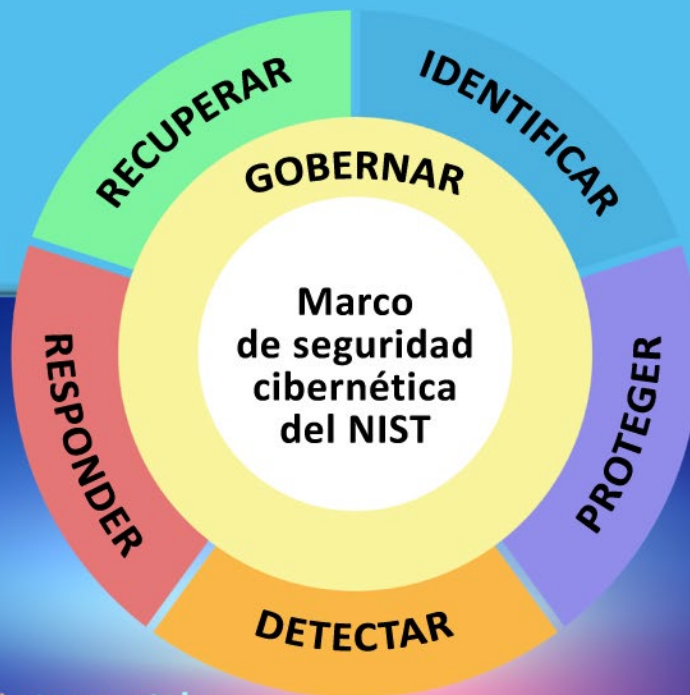 RECUPERAR
IDENTIFICAR
GOBERNAR
Marco
de seguridad
cibernética
del NIST
RESPONDER
PROTEGER
DETECTAR